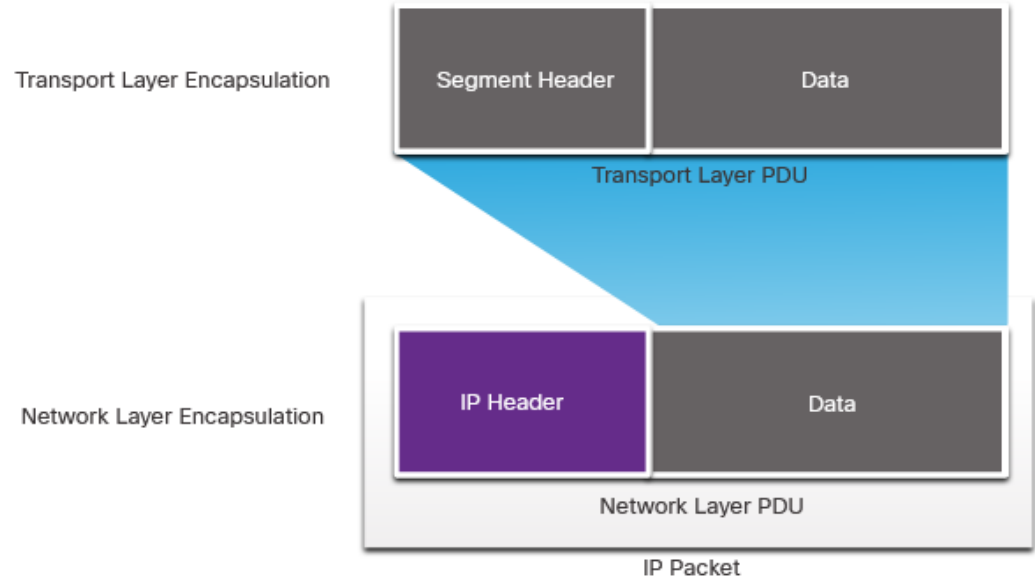 Transport Layer Encapsulation
Segment Header
Data
Transport Layer PDU
Network Layer Encapsulation
IP Header
Data
Network Layer PDU
IP Packet